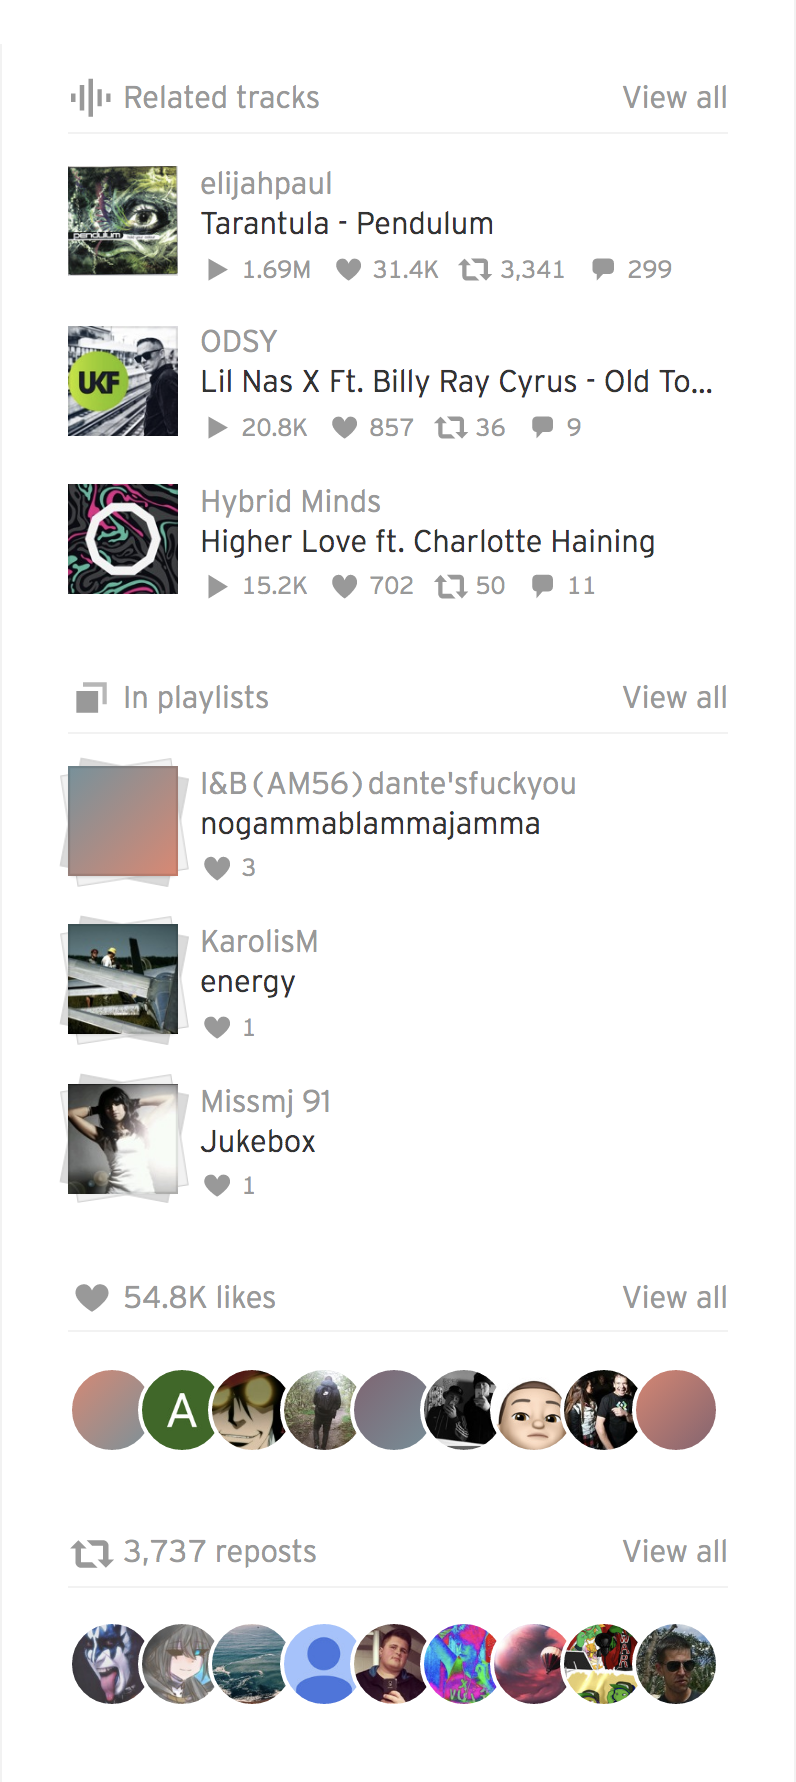 Related tracks View all
elijahpaul
pendulum
Tarantula - Pendulum
1.69M 31.4K 3,341 299
ODSY
UKF
Lil Nas X Ft. Billy Ray Cyrus - Old To...
20.8K 857 36 9
Hybrid Minds
Higher Love ft. Charlotte Haining
15.2K 702 50 11
In playlists View all
I&B(AM56)dante'sfuckyou
nogammablammajamma
3
KarolisM
energy
1
Missmj 91
Jukebox
1
54.8K likes View all
A
3,737 reposts View all